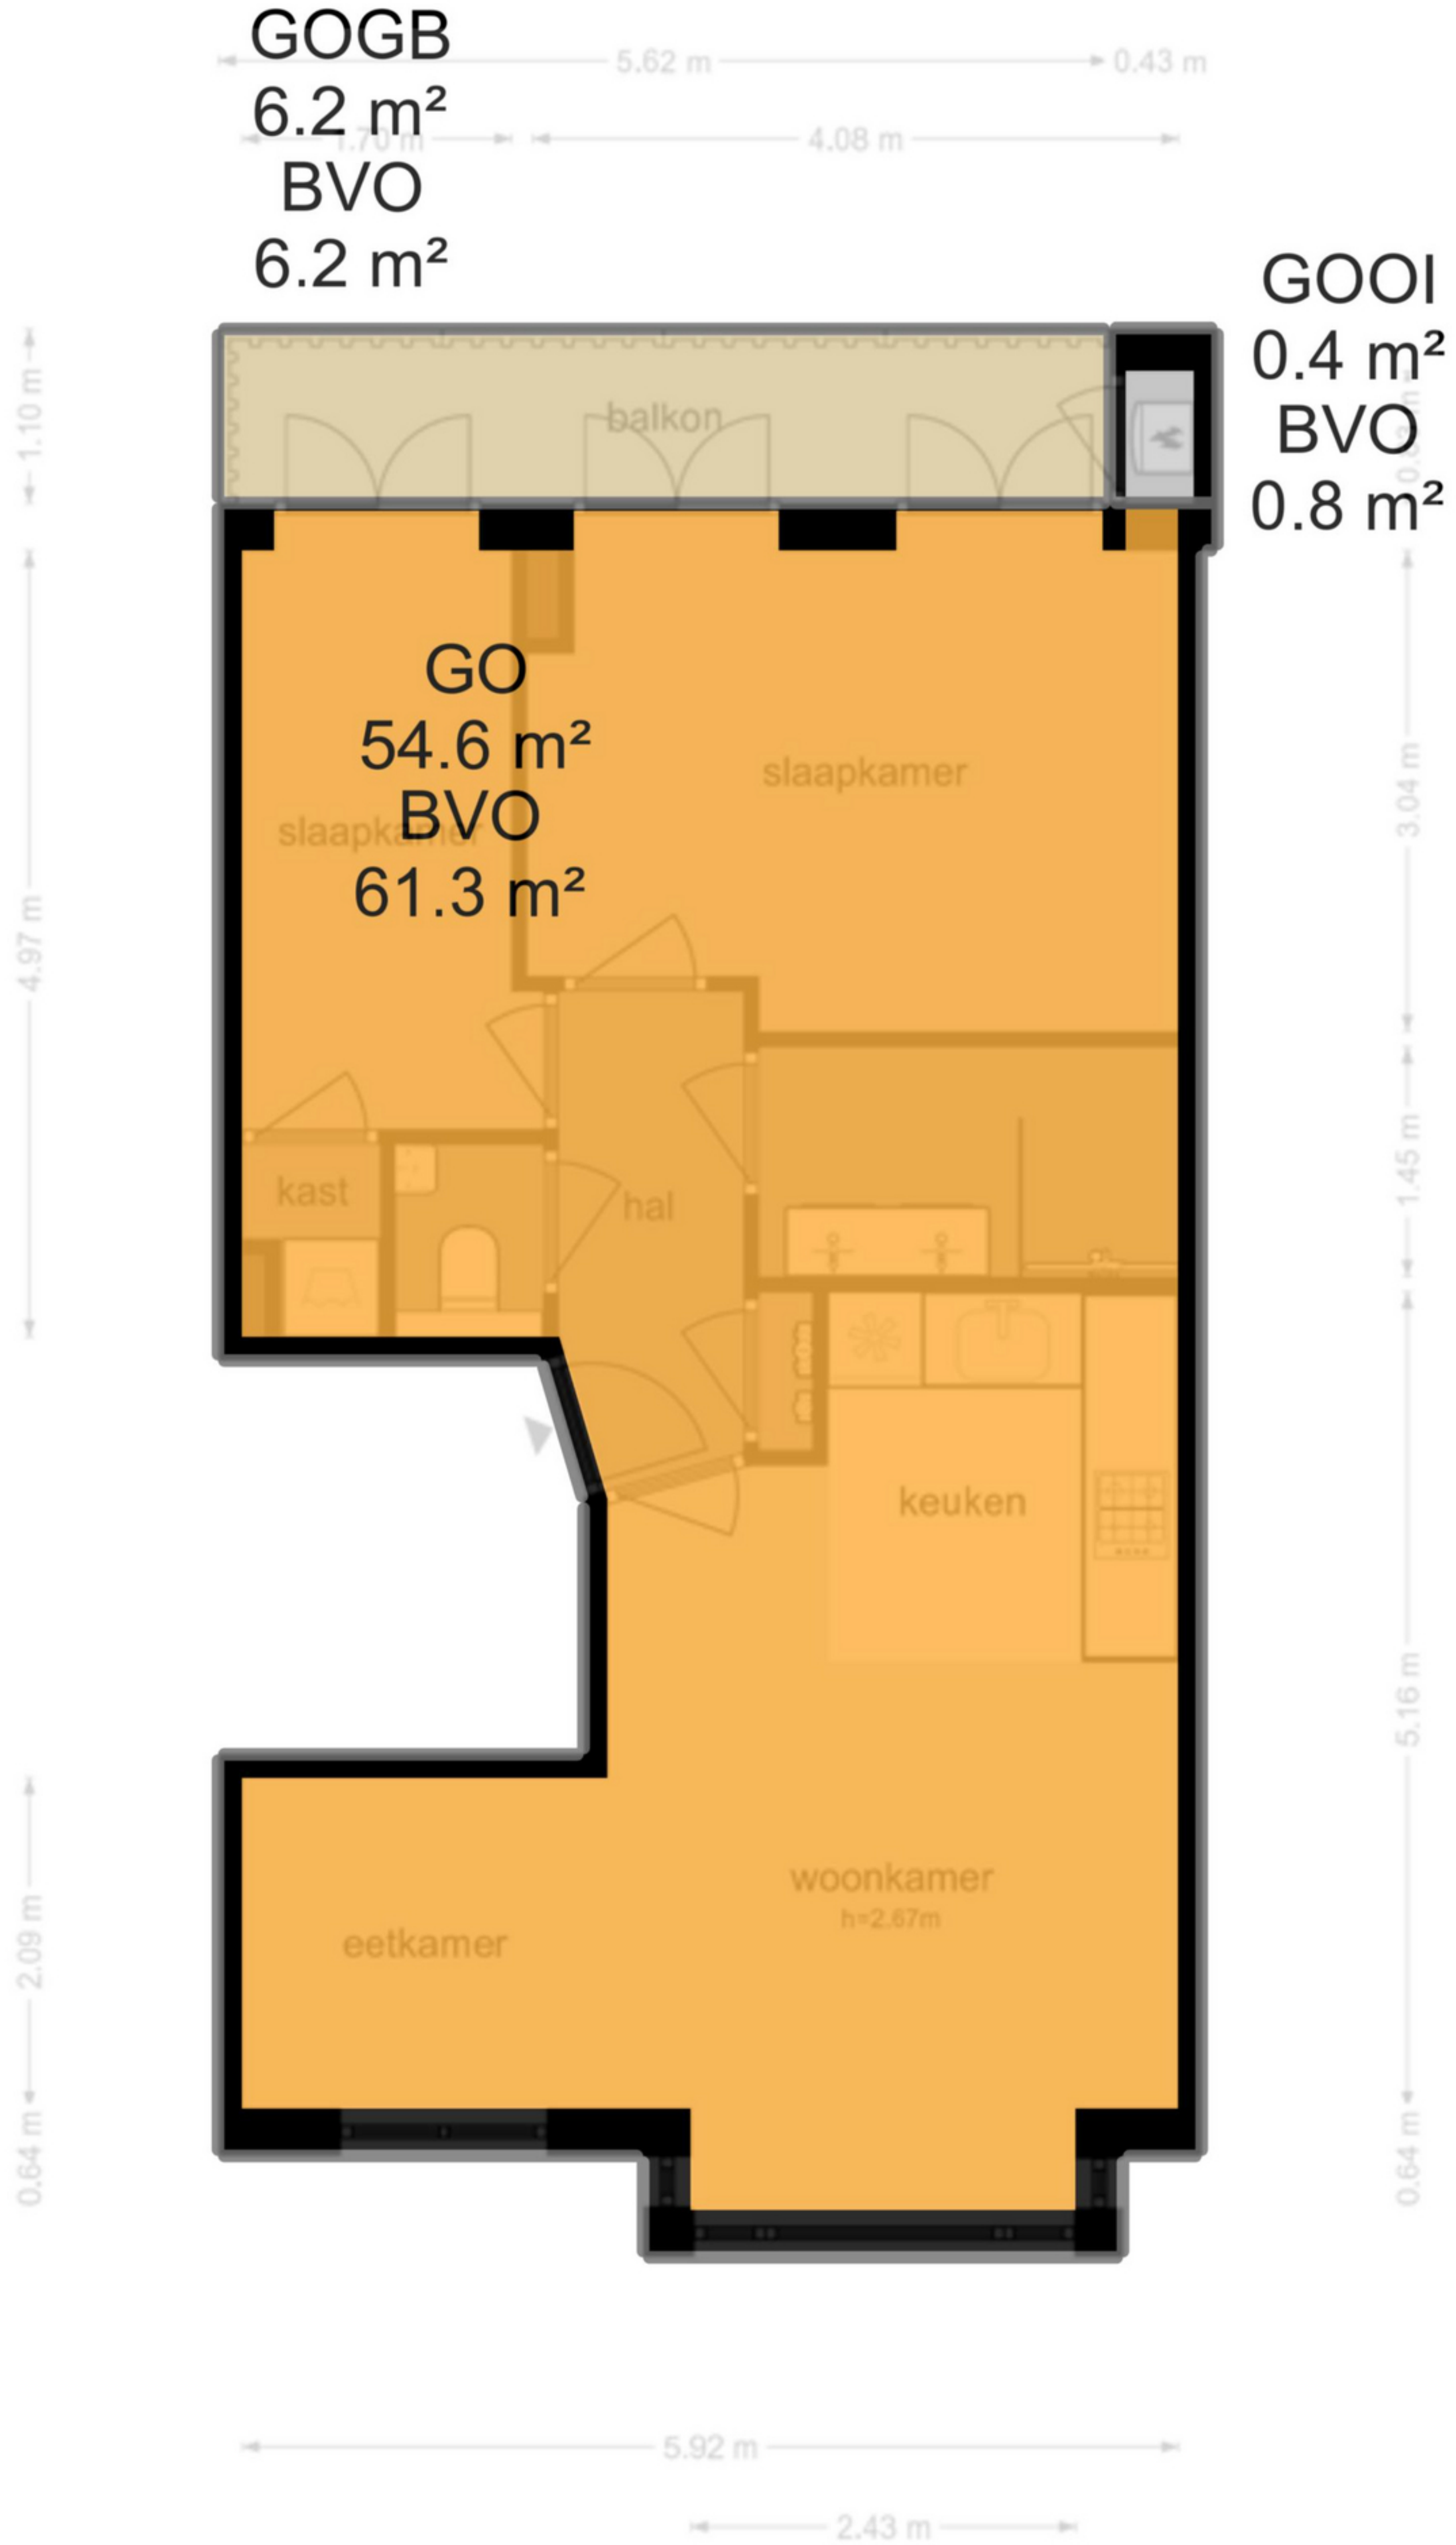 GOGB
5.62 m
0.43 m
6.2 m²
1.70 m
4.08 m
BVO
6.2 m²
GOOI
0.4 m²
BVO
0.8 m²
1.10 m
balkon
0.83 m
GO
54.6 m²
BVO
61.3 m²
slaapkamer
slaapkamer
3.04 m
4.97 m
kast
hal
1.45 m
keuken
5.16 m
woonkamer
h=2.67m
eetkamer
2.09 m
0.64 m
0.64 m
5.92 m
2.43 m